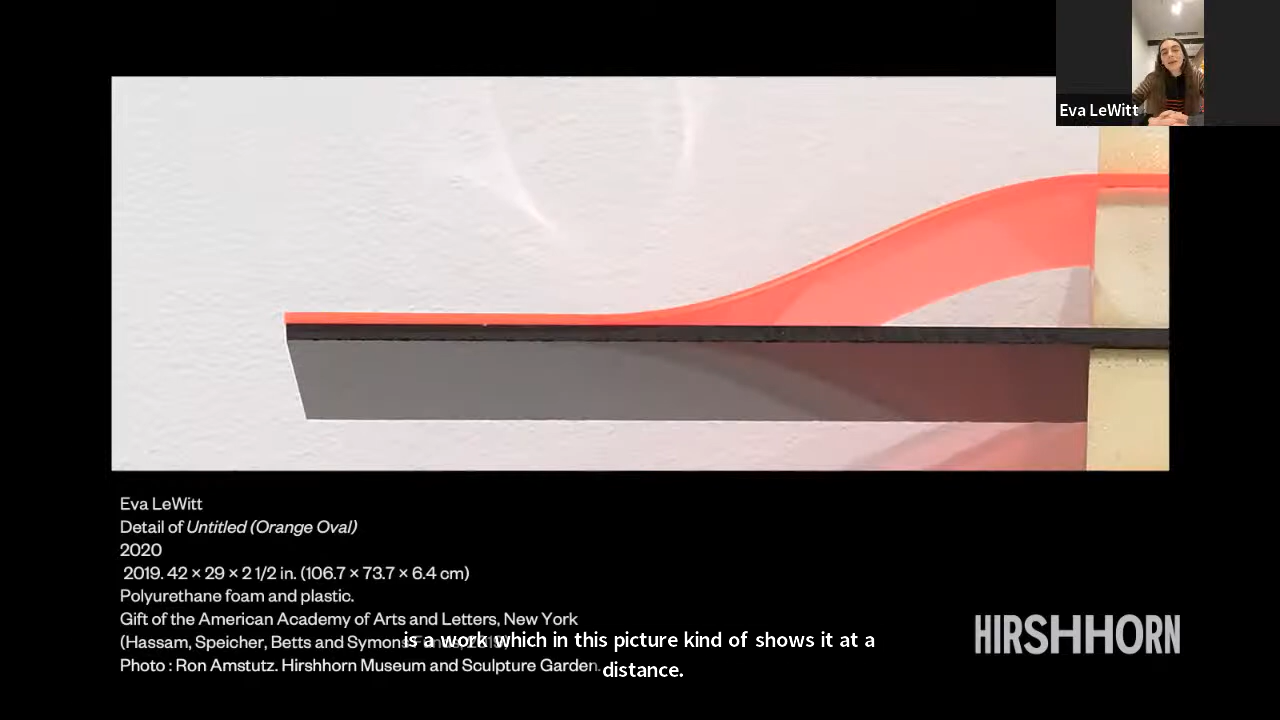 Eva LeWitt
Eva LeWitt
Detail of Untitled (Orange Oval)
2020
2019. 42 × 29 × 2 1/2 in. (106.7 × 73.7 × 6.4 cm)
Polyurethane foam and plastic.
Gift of the American Academy of Arts and Letters, New York
(Hassam, Speicher, Betts and Symons
Photo : Ron Amstutz. Hirshhorn Museum and Sculpture Garden.
is a work which in this picture kind of shows it at a
distance.
HIRSHHORN